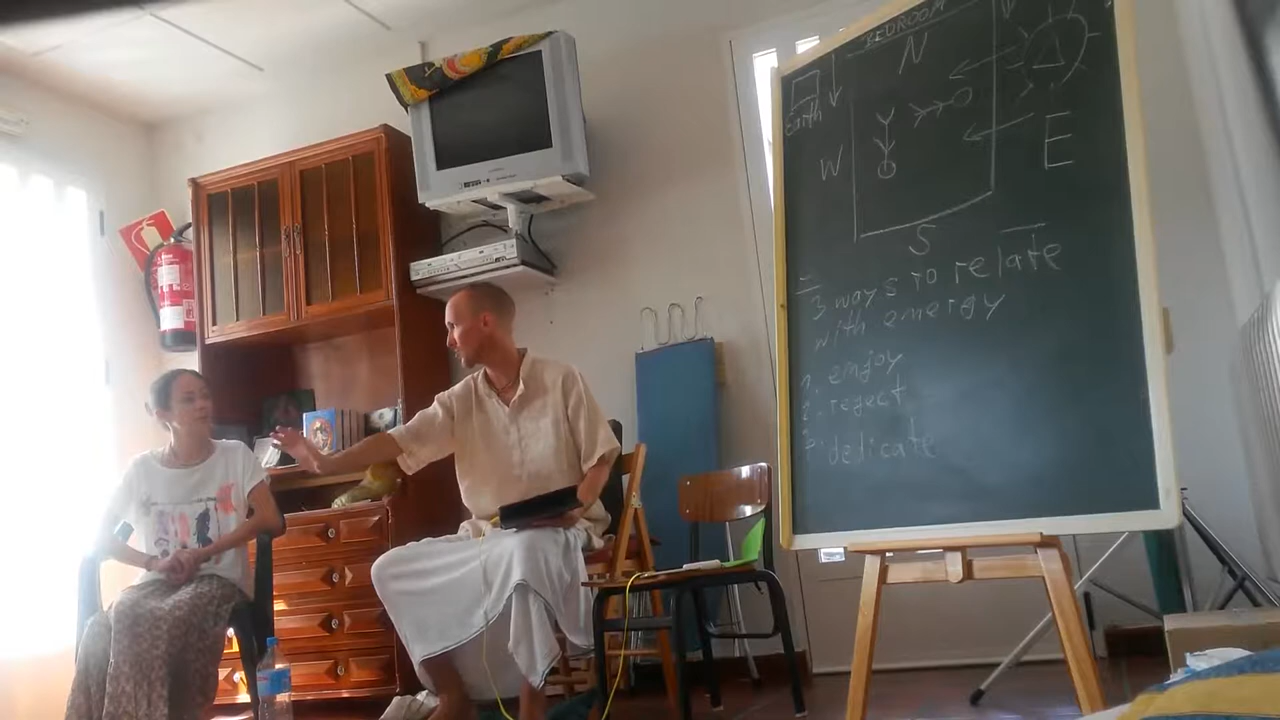 BEDROOM
N
Earth
W
E
S
3 ways to relate
with energy
1. enjoy
2. reject
3. dedicate